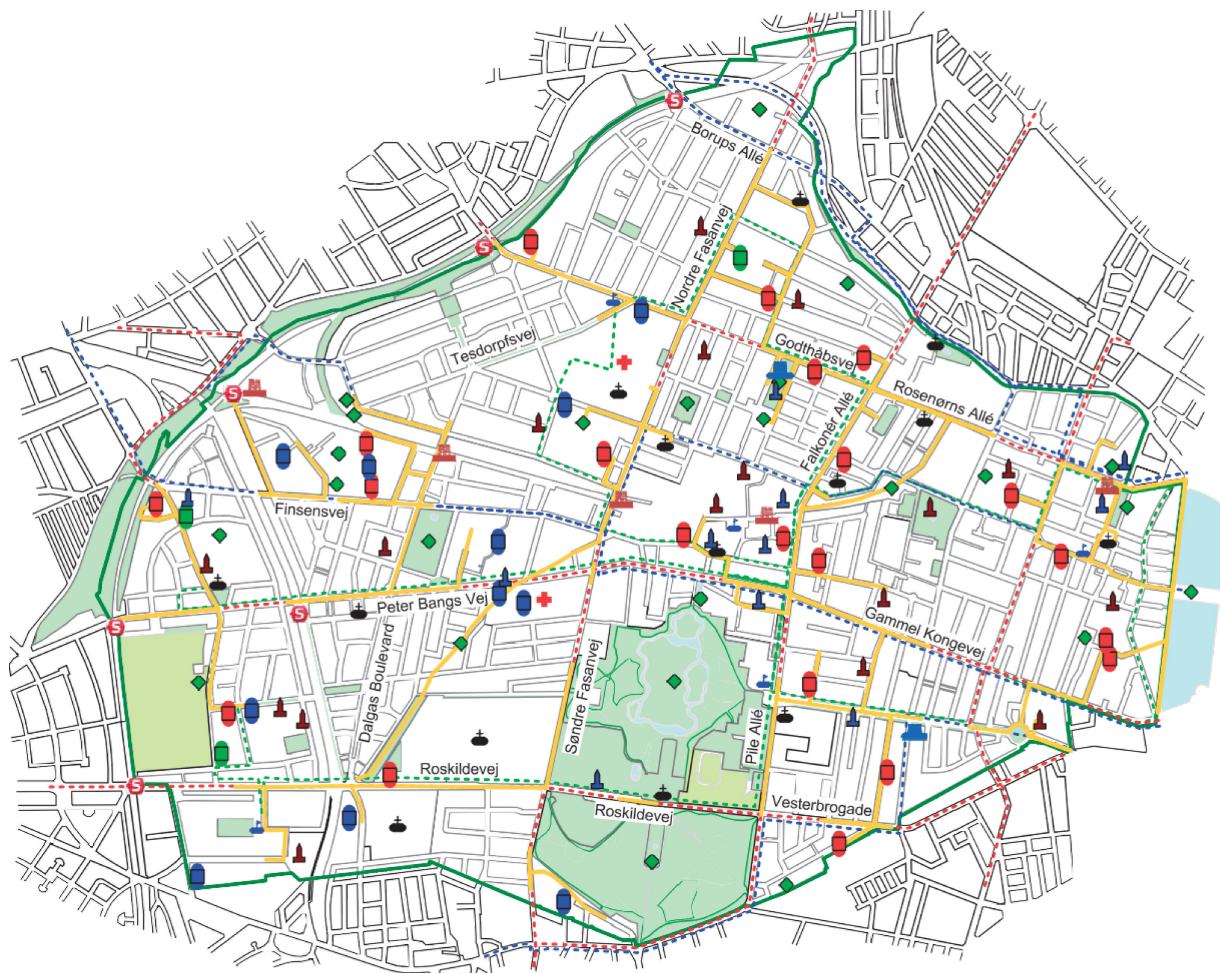 S
Borups Allé
S
Nordre Fasanvej
Tesdorpfsvej
Godthåbsvej
S
Rosenørns Allé
Falkoner Allé
Finsensvej
Peter Bangs Vej
S
S
Gammel Kongevej
Dalgas Boulevard
Søndre Fasanvej
Pile Allé
Roskildevej
S
Roskildevej
Vesterbrogade